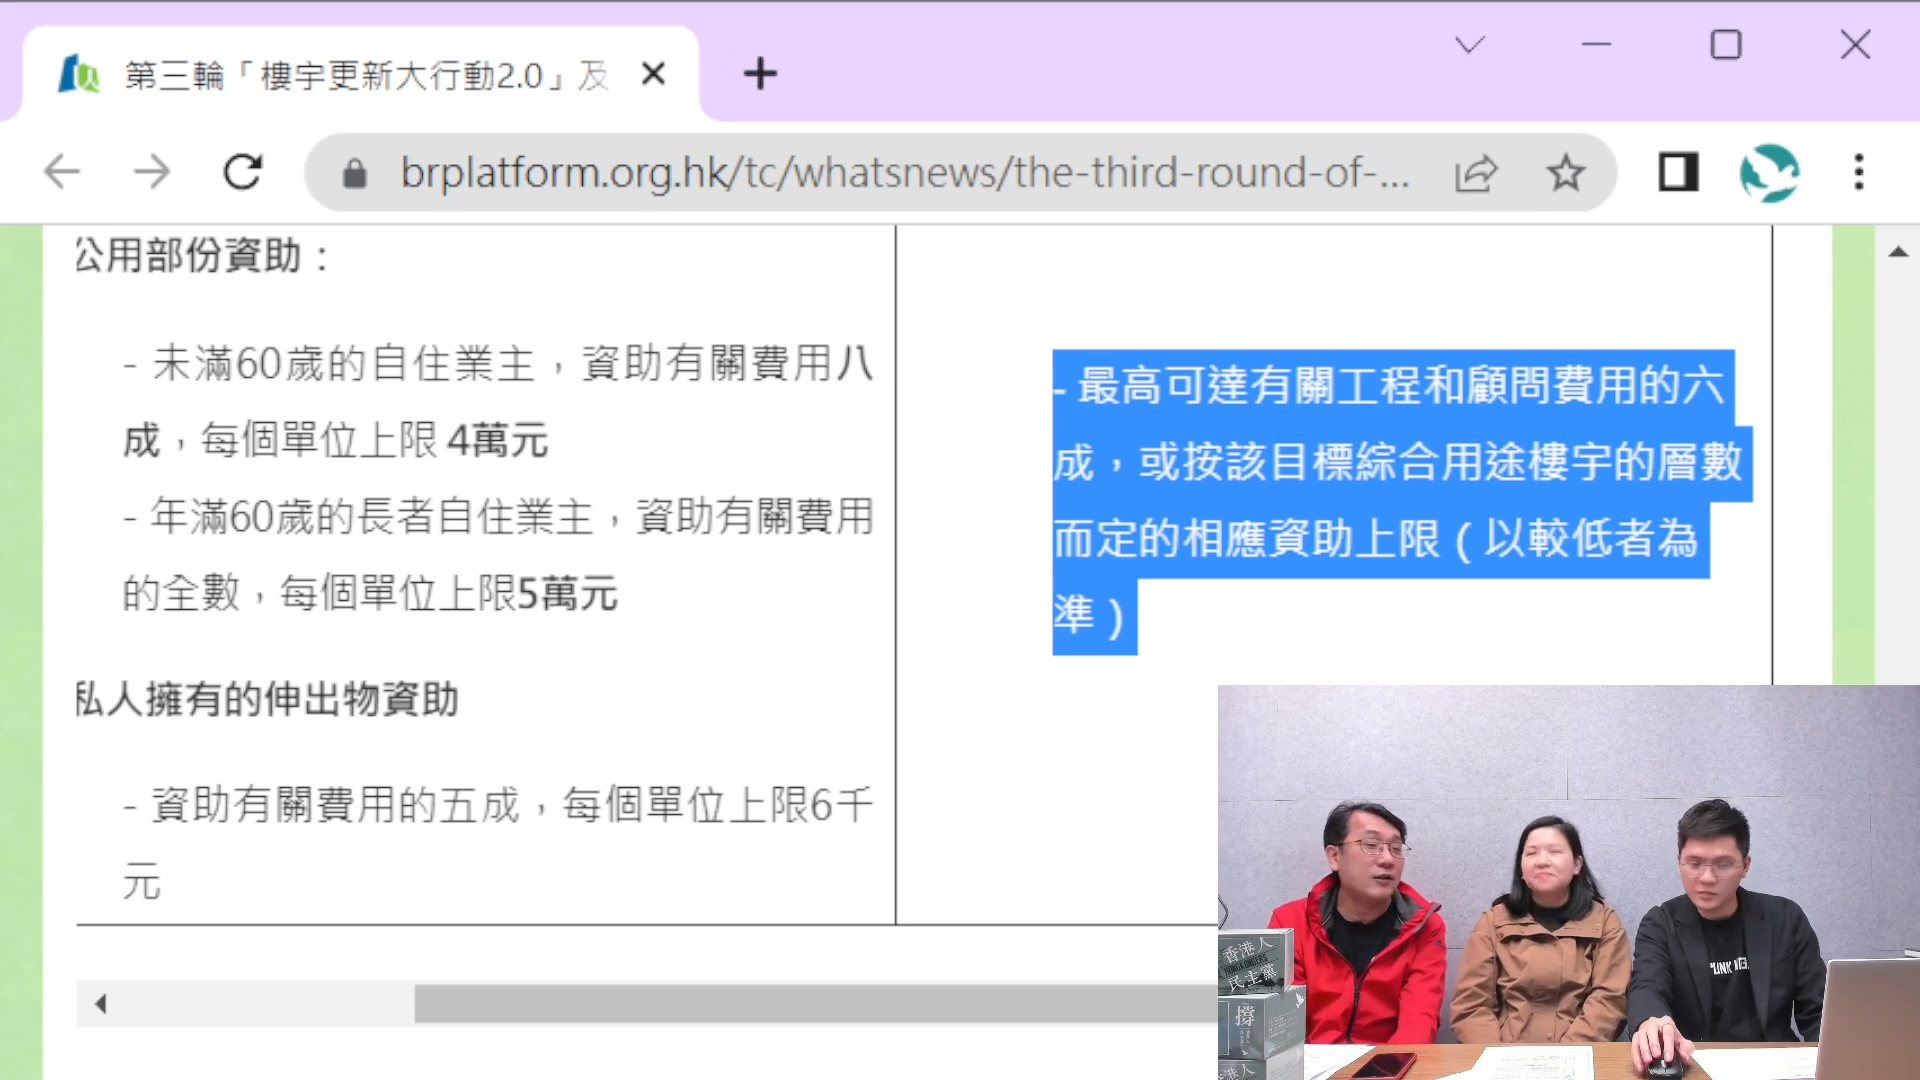 第三輪「樓宇更新大行動2.0」及
brplatform.org.hk/tc/whatsnews/the-third-round-of-...
公用部份資助：
- 未滿60歲的自住業主，資助有關費用八
成，每個單位上限 4萬元
- 年滿60歲的長者自住業主，資助有關費用
的全數，每個單位上限5萬元
私人擁有的伸出物資助
- 資助有關費用的五成，每個單位上限6千
元
- 最高可達有關工程和顧問費用的六
成，或按該目標綜合用途樓宇的層數
而定的相應資助上限（以較低者為
準）
香港人
HONGKONGERS
民主黨
撐
香港人